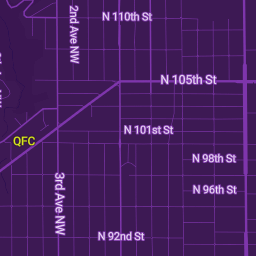 2nd Ave NW
N 110th St
N 105th St
N 101st St
QFC
N 98th St
N 96th St
3rd Ave NW
N 92nd St